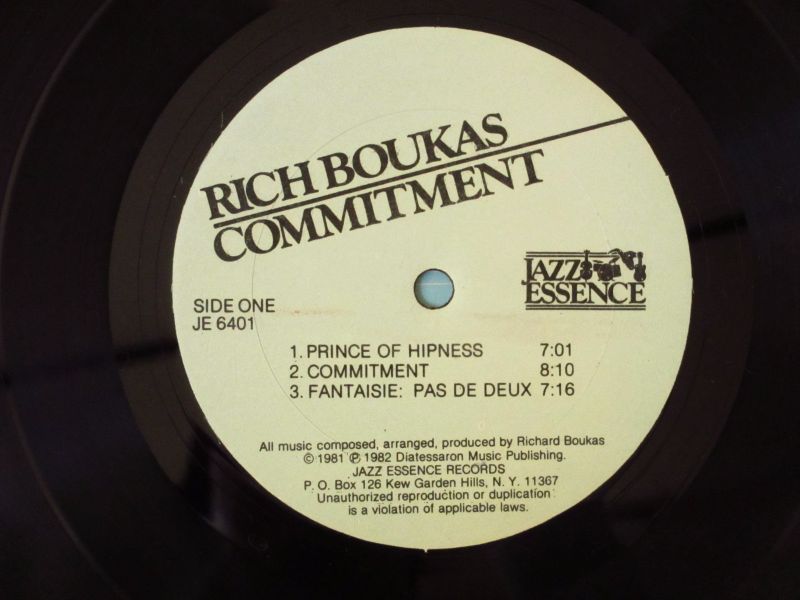 RICH BOUKAS
COMMITMENT
JAZZ
ESSENCE
SIDE ONE
JE 6401
1. PRINCE OF HIPNESS 7:01
2. COMMITMENT 8:10
3. FANTAISIE: PAS DE DEUX 7:16
All music composed, arranged, produced by Richard Boukas
© 1981 ℗ 1982 Diatessaron Music Publishing.
JAZZ ESSENCE RECORDS
P. O. Box 126 Kew Garden Hills, N. Y. 11367
Unauthorized reproduction or duplication
is a violation of applicable laws.